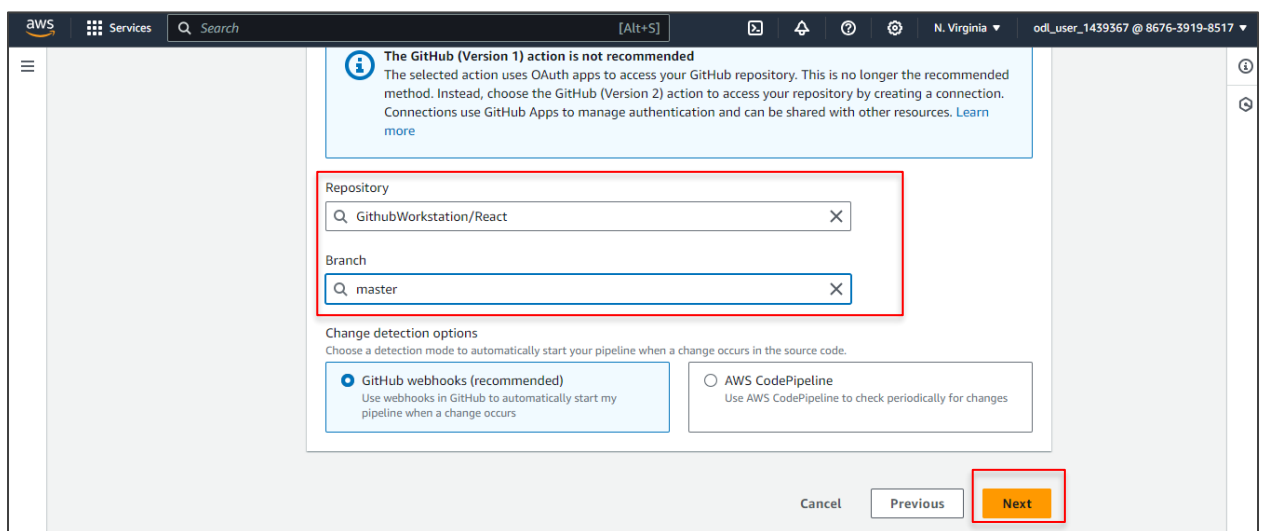 aws Services Search [Alt+S] N. Virginia ▼ odl_user_1439367 @ 8676-3919-8517 ▼
The GitHub (Version 1) action is not recommended
The selected action uses OAuth apps to access your GitHub repository. This is no longer the recommended
method. Instead, choose the GitHub (Version 2) action to access your repository by creating a connection.
Connections use GitHub Apps to manage authentication and can be shared with other resources. Learn
more
Repository
GithubWorkstation/React
Branch
master
Change detection options
Choose a detection mode to automatically start your pipeline when a change occurs in the source code.
GitHub webhooks (recommended)
Use webhooks in GitHub to automatically start my
pipeline when a change occurs
AWS CodePipeline
Use AWS CodePipeline to check periodically for changes
Cancel Previous Next